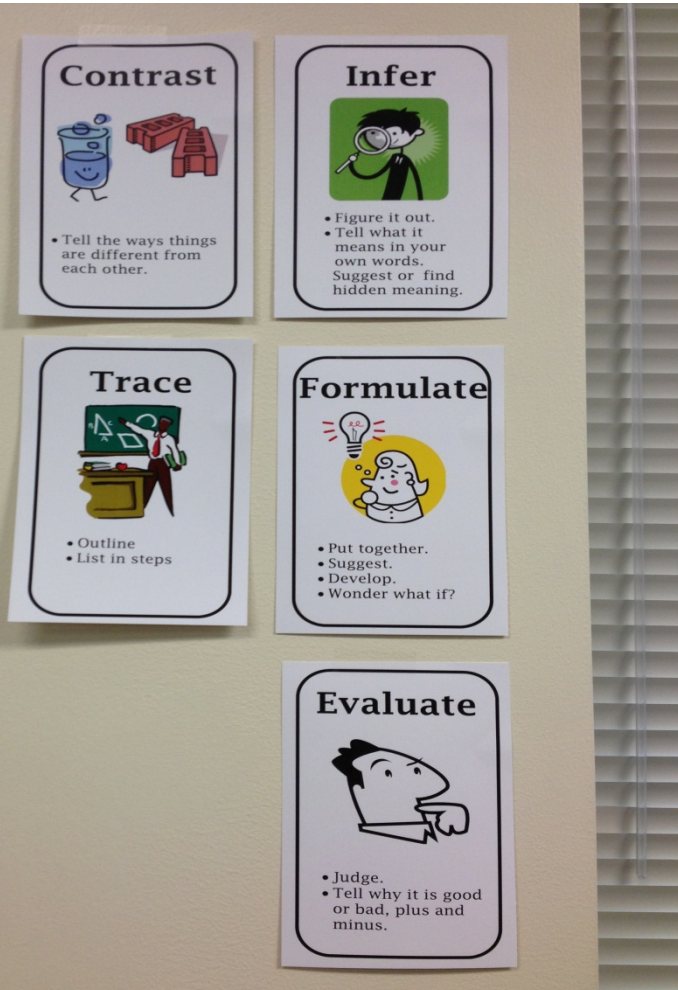 Contrast
• Tell the ways things
are different from
each other.
Infer
• Figure it out.
• Tell what it
means in your
own words.
Suggest or find
hidden meaning.
Trace
• Outline
• List in steps
Formulate
• Put together.
• Suggest.
• Develop.
• Wonder what if?
Evaluate
• Judge.
• Tell why it is good
or bad, plus and
minus.